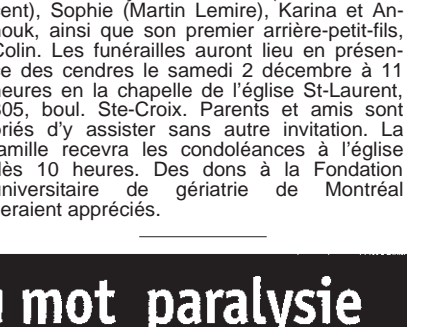 cent), Sophie (Martin Lemire), Karina et An-
nouk, ainsi que son premier arrière-petit-fils,
Colin. Les funérailles auront lieu en présen-
ce des cendres le samedi 2 décembre à 11
heures en la chapelle de l'église St-Laurent,
805, boul. Ste-Croix. Parents et amis sont
priés d'y assister sans autre invitation. La
famille recevra les condoléances à l'église
dès 10 heures. Des dons à la Fondation
universitaire de gériatrie de Montréal
seraient appréciés.
mot paralysie